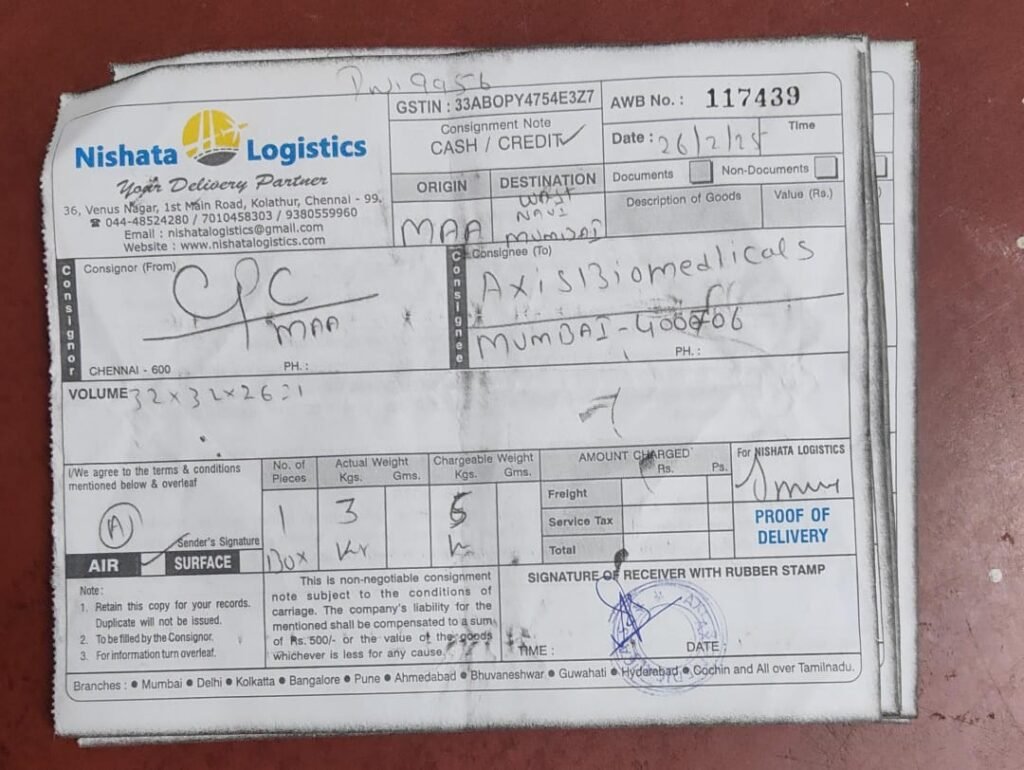 9956
Nishata Logistics
Your Delivery Partner
36, Venus Nagar, 1st Main Road, Kolathur, Chennai - 99.
☎ 044-48524280 / 7010458303 / 9380559960
Email : nishatalogistics@gmail.com
Website : www.nishatalogistics.com
GSTIN : 33ABOPY4754E3Z7
Consignment Note
CASH / CREDIT ✓
AWB No. : 117439
Date : 26/2/25 Time
Documents Non-Documents
ORIGIN DESTINATION
MAA NAVI MUMBAI
Description of Goods Value (Rs.)
Consignor
Consignor (From)
CPC
MAA
CHENNAI - 600 PH. :
Consignee
Consignee (To)
AxisBiomedicals
MUMBAI-
PH. :
VOLUME 32 x 32 x 26 = 1
I/We agree to the terms & conditions
mentioned below & overleaf
A
Sender's Signature
AIR SURFACE
No. of Pieces
1
Box
Actual Weight
Kgs. Gms.
3
Chargeable Weight
Kgs. Gms.
AMOUNT CHARGED
Rs. Ps.
Freight
Service Tax
Total
For NISHATA LOGISTICS
PROOF OF
DELIVERY
Note :
1. Retain this copy for your records.
Duplicate will not be issued.
2. To be filled by the Consignor.
3. For information turn overleaf.
This is non-negotiable consignment
note subject to the conditions of
carriage. The company's liability for the
mentioned shall be compensated to a sum
of Rs. 500/- or the value of the goods
whichever is less for any cause.
SIGNATURE OF RECEIVER WITH RUBBER STAMP
TIME : DATE :
Branches : ● Mumbai ● Delhi ● Kolkatta ● Bangalore ● Pune ● Ahmedabad ● Bhuvaneshwar ● Guwahati ● Hyderabad ● Cochin and All over Tamilnadu.